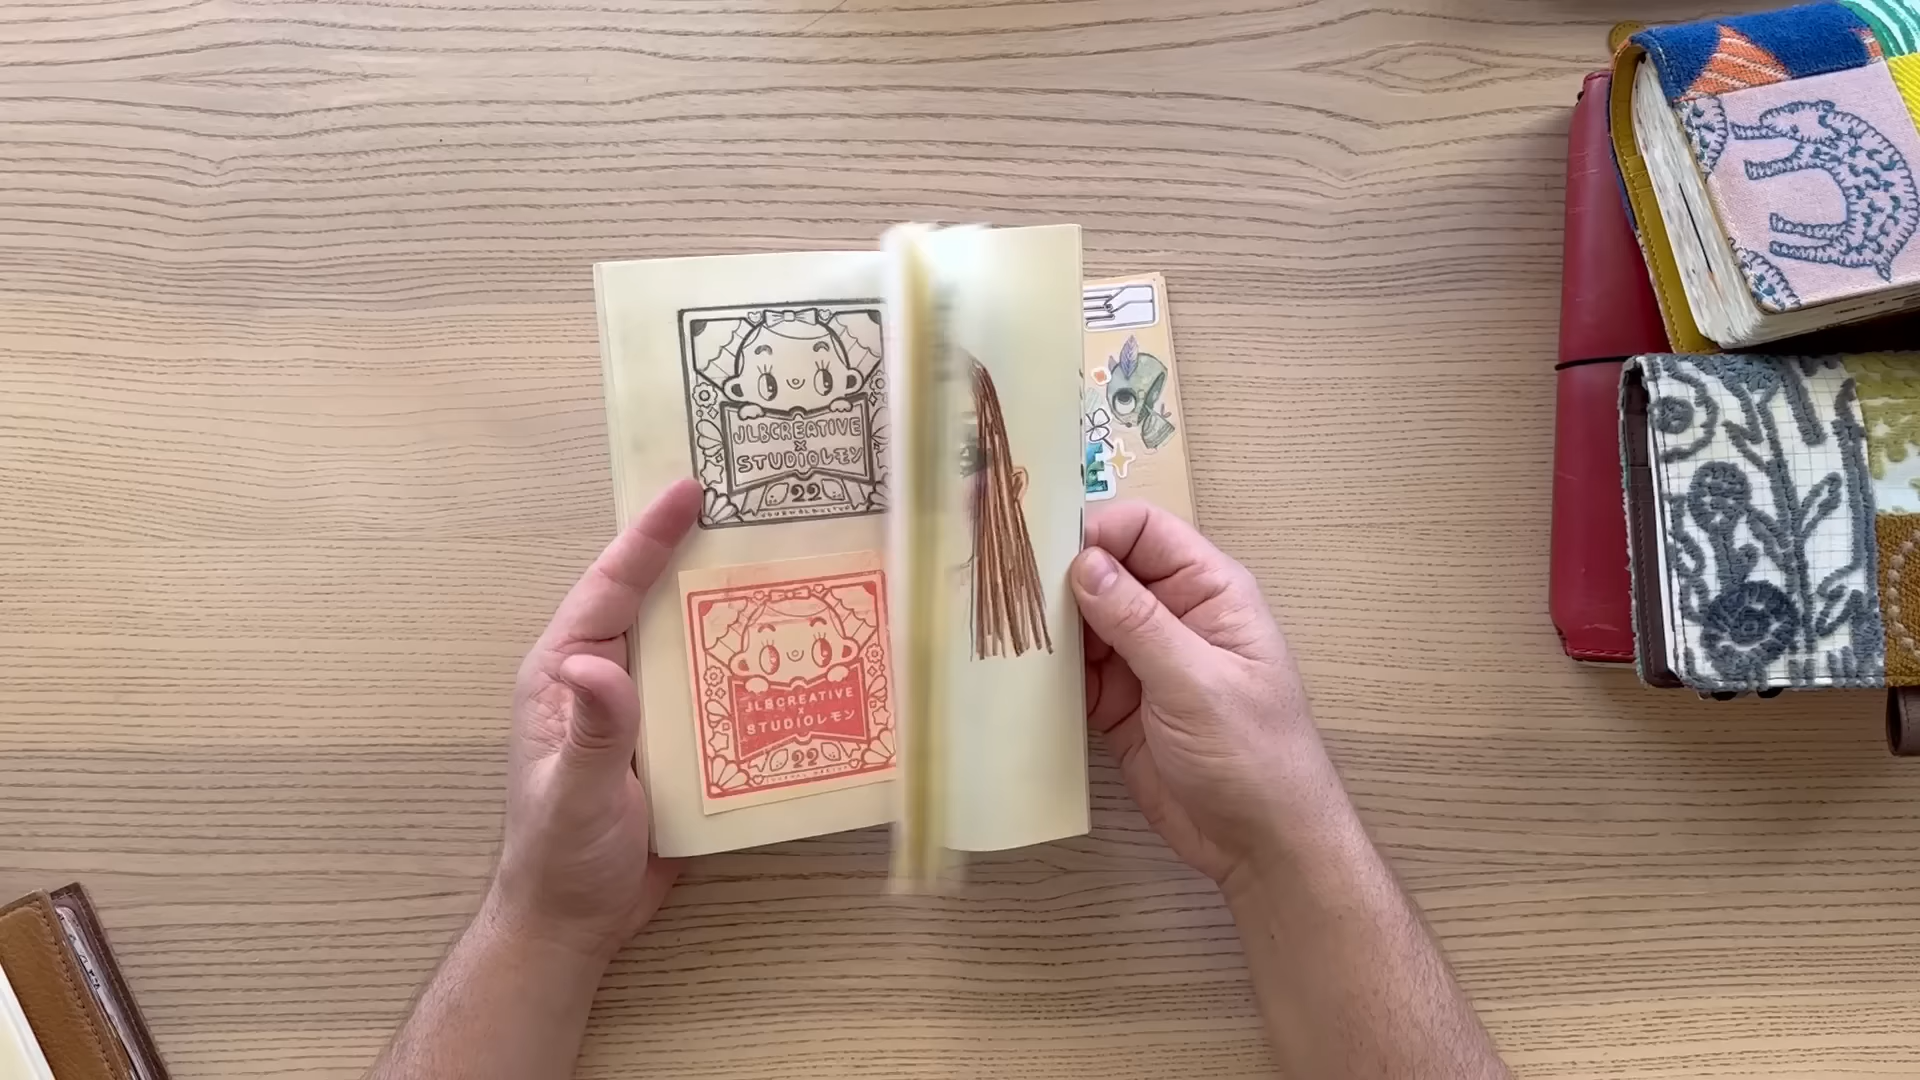 JLBCREATIVE
x
STUDIOレモン
22
JLBCREATIVE
x
STUDIOレモン
22
E